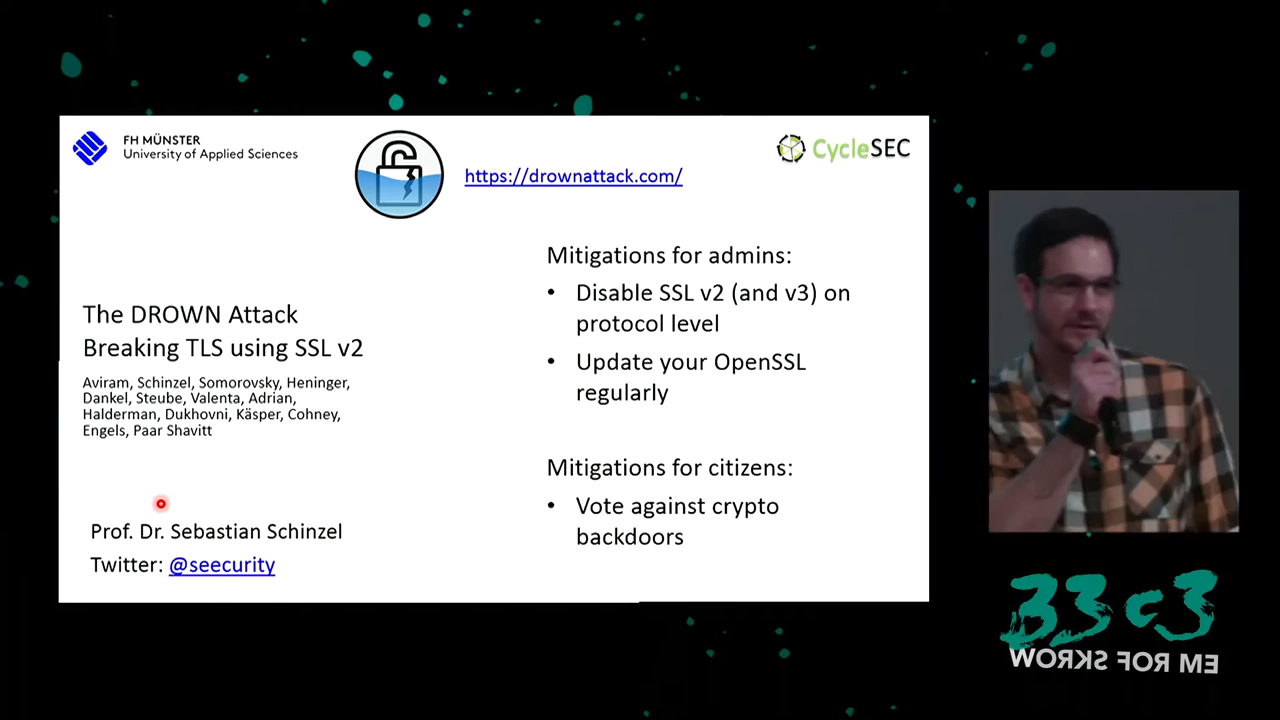 FH MÜNSTER
University of Applied Sciences
https://drownattack.com/
CycleSEC
The DROWN Attack
Breaking TLS using SSL v2
Aviram, Schinzel, Somorovsky, Heninger,
Dankel, Steube, Valenta, Adrian,
Halderman, Dukhovni, Käsper, Cohney,
Engels, Paar Shavitt
Prof. Dr. Sebastian Schinzel
Twitter: @seecurity
Mitigations for admins:
• Disable SSL v2 (and v3) on
protocol level
• Update your OpenSSL
regularly
Mitigations for citizens:
• Vote against crypto
backdoors
33c3
WORKS FOR ME